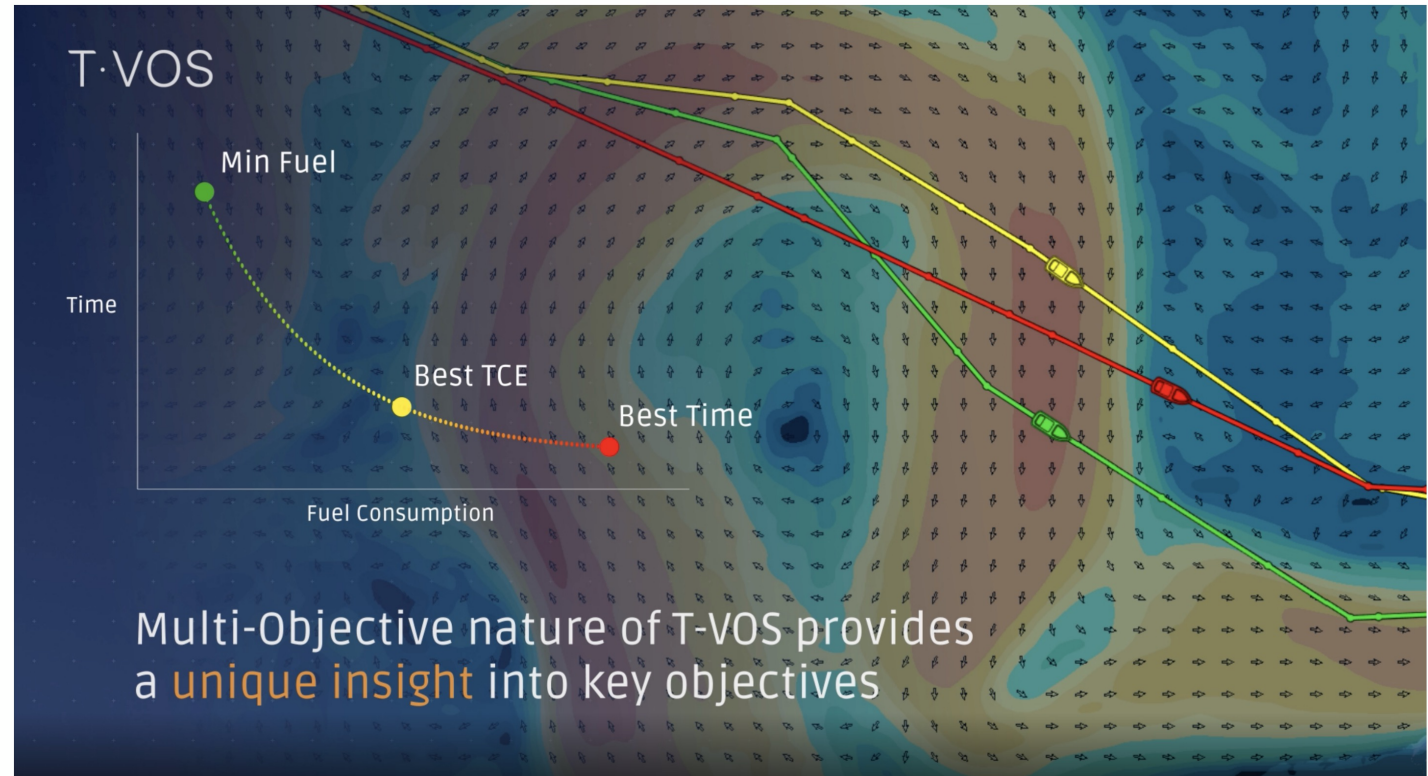 T·VOS
Min Fuel
Time
Best TCE
Best Time
Fuel Consumption
Multi-Objective nature of T-VOS provides
a unique insight into key objectives